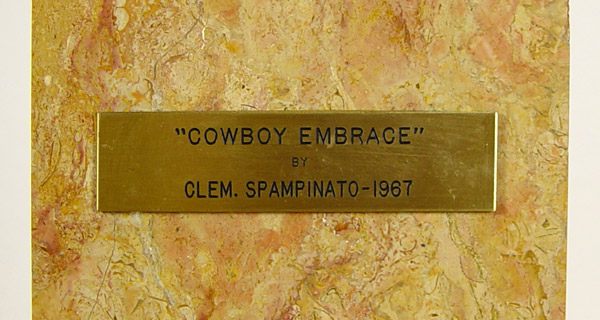 "COWBOY EMBRACE"
BY
CLEM. SPAMPINATO-1967